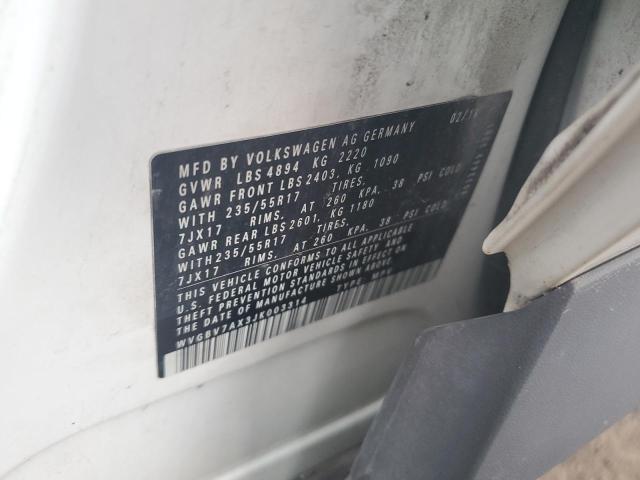 MFD BY VOLKSWAGEN AG GERMANY
GVWR LBS 4894 KG 2220
GAWR FRONT LBS 2403, KG 1090
WITH 235/55R17 TIRES.
7JX17 RIMS. AT 260 KPA, 38 PSI COLD
GAWR REAR LBS 2601, KG 1180
WITH 235/55R17 TIRES.
7JX17 RIMS. AT 260 KPA, 38 PSI COLD
THIS VEHICLE CONFORMS TO ALL APPLICABLE
U.S. FEDERAL MOTOR VEHICLE SAFETY AND
THEFT PREVENTION STANDARDS IN EFFECT ON
THE DATE OF MANUFACTURE SHOWN ABOVE.
TYPE: MPV